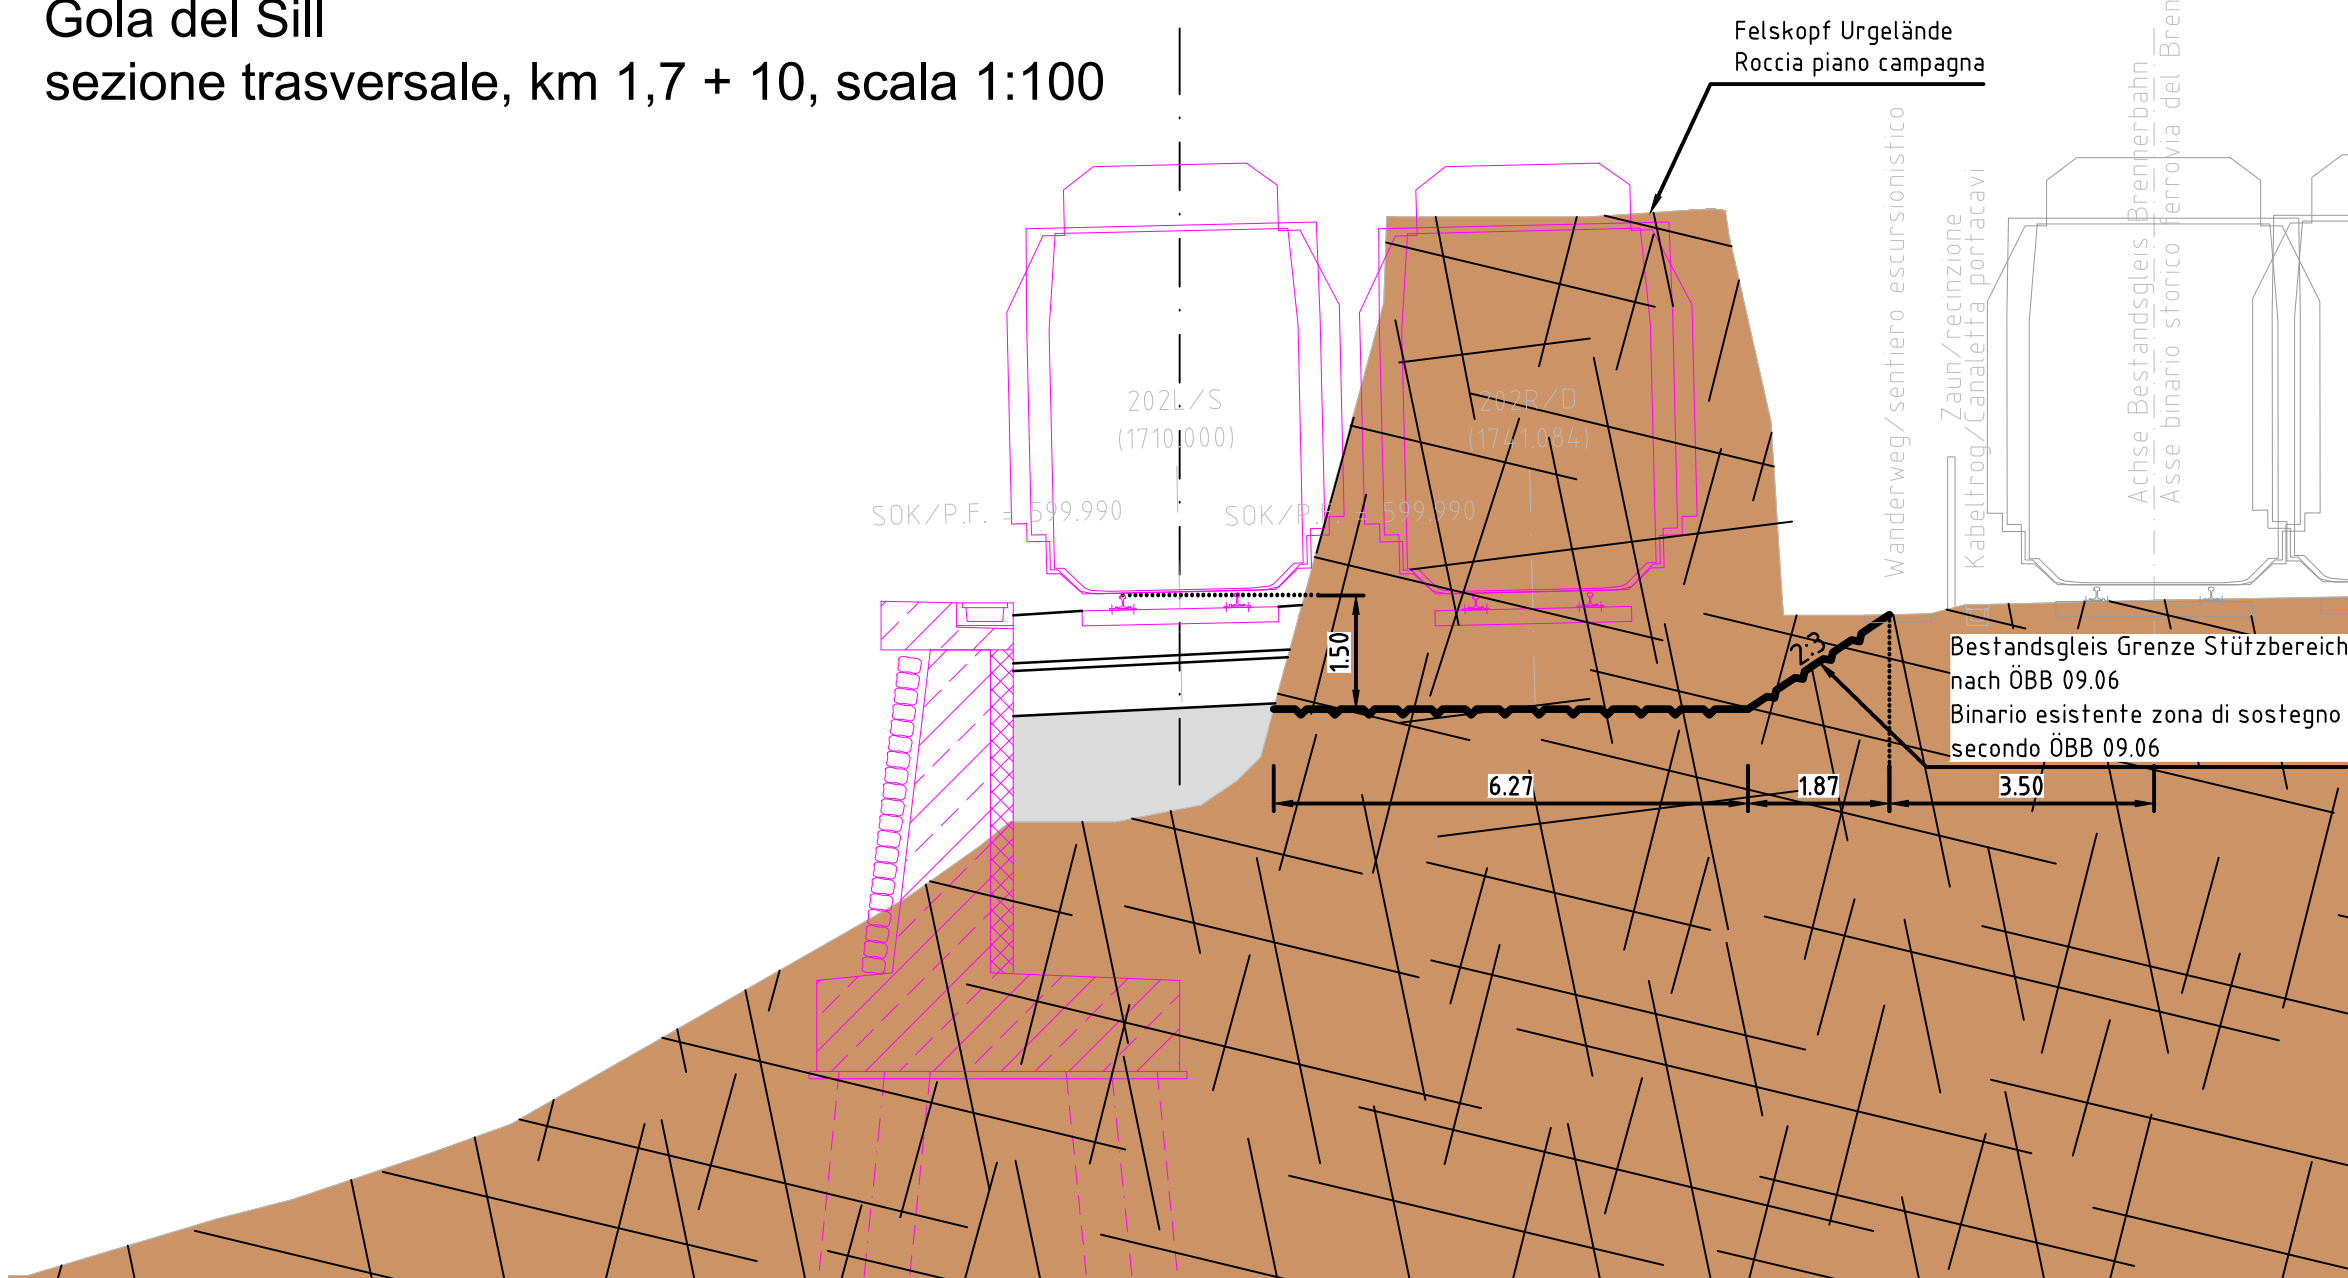 Gola del Sill
sezione trasversale, km 1,7 + 10, scala 1:100
Felskopf Urgelände
Roccia piano campagna
Wanderweg/sentiero escursionistico
Zaun/recinzione
Kabeltrog/Canaletta portacavi
Achse Bestandsgleis Brennerbahn
Asse binario storico ferrovia del Bren
202L/S
(1710.000)
202R/D
(1741.084)
SOK/P.F. = 599.990
SOK/P.F. = 599.990
1.50
2:3
Bestandsgleis Grenze Stützbereich
nach ÖBB 09.06
Binario esistente zona di sostegno
secondo ÖBB 09.06
6.27
1.87
3.50